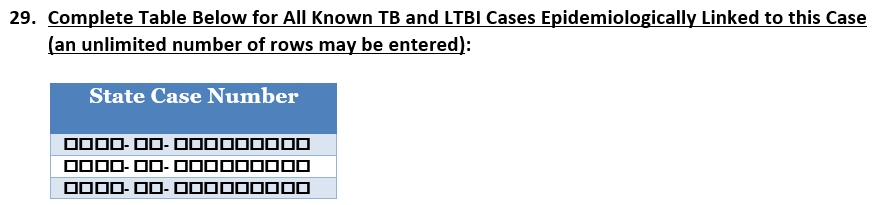 29. Complete Table Below for All Known TB and LTBI Cases Epidemiologically Linked to this Case
(an unlimited number of rows may be entered):
State Case Number
□□□□- □□- □□□□□□□□□
□□□□- □□- □□□□□□□□□
□□□□- □□- □□□□□□□□□